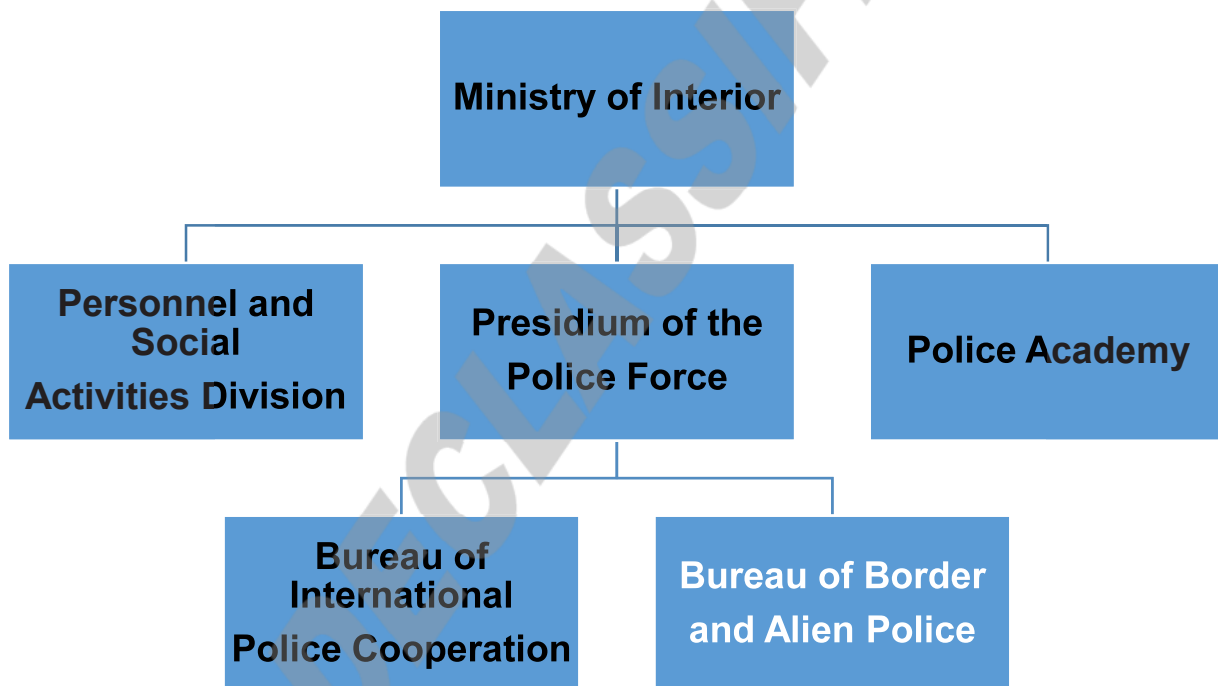 Ministry of Interior
Personnel and
Social
Activities Division
Presidium of the
Police Force
Police Academy
Bureau of
International
Police Cooperation
Bureau of Border
and Alien Police